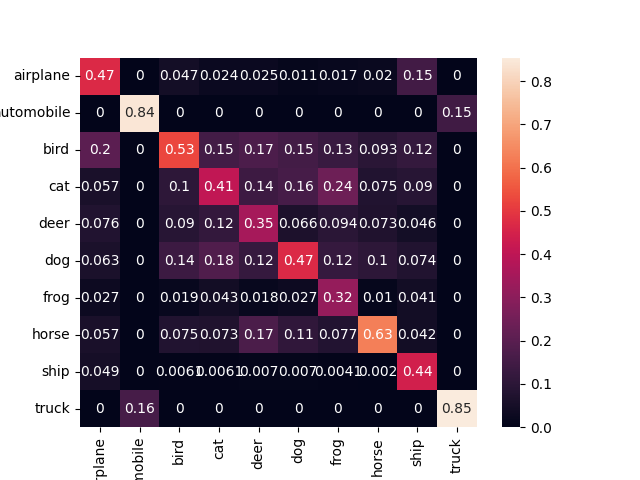 airplane 0.47 0 0.047 0.024 0.025 0.011 0.017 0.02 0.15 0
utomobile 0 0.84 0 0 0 0 0 0 0 0.15
bird 0.2 0 0.53 0.15 0.17 0.15 0.13 0.093 0.12 0
cat 0.057 0 0.1 0.41 0.14 0.16 0.24 0.075 0.09 0
deer 0.076 0 0.09 0.12 0.35 0.066 0.094 0.073 0.046 0
dog 0.063 0 0.14 0.18 0.12 0.47 0.12 0.1 0.074 0
frog 0.027 0 0.019 0.043 0.018 0.027 0.32 0.01 0.041 0
horse 0.057 0 0.075 0.073 0.17 0.11 0.077 0.63 0.042 0
ship 0.049 0 0.0061 0.0061 0.007 0.007 0.0041 0.002 0.44 0
truck 0 0.16 0 0 0 0 0 0 0 0.85
rplane mobile bird cat deer dog frog horse ship truck
0.8
0.7
0.6
0.5
0.4
0.3
0.2
0.1
0.0